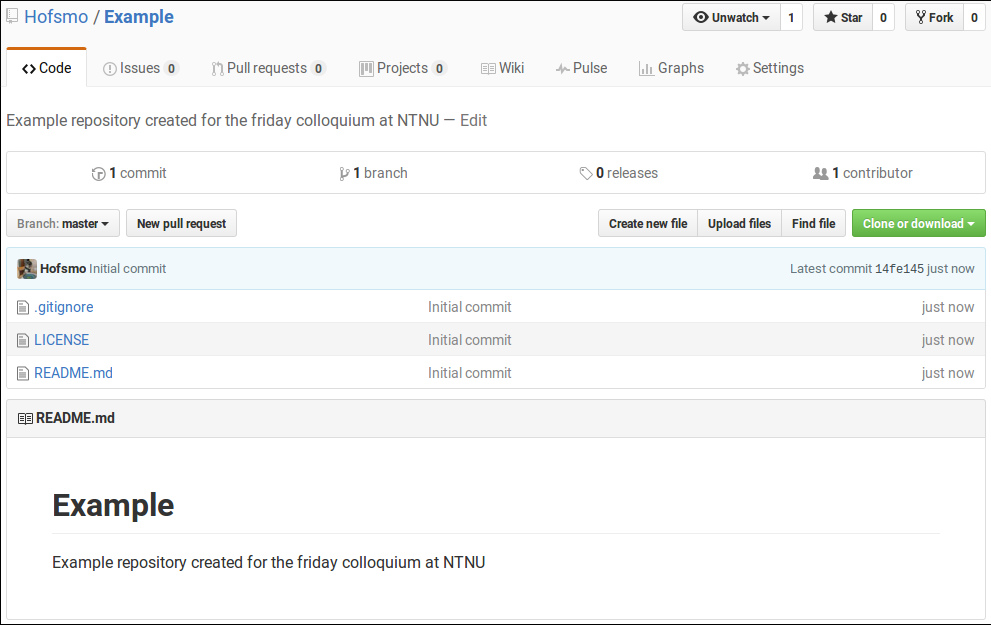 Hofsmo / Example Unwatch 1 Star 0 Fork 0
Code Issues 0 Pull requests 0 Projects 0 Wiki Pulse Graphs Settings
Example repository created for the friday colloquium at NTNU — Edit
1 commit 1 branch 0 releases 1 contributor
Branch: master New pull request Create new file Upload files Find file Clone or download
Hofsmo Initial commit Latest commit 14fe145 just now
.gitignore Initial commit just now
LICENSE Initial commit just now
README.md Initial commit just now
README.md
Example
Example repository created for the friday colloquium at NTNU